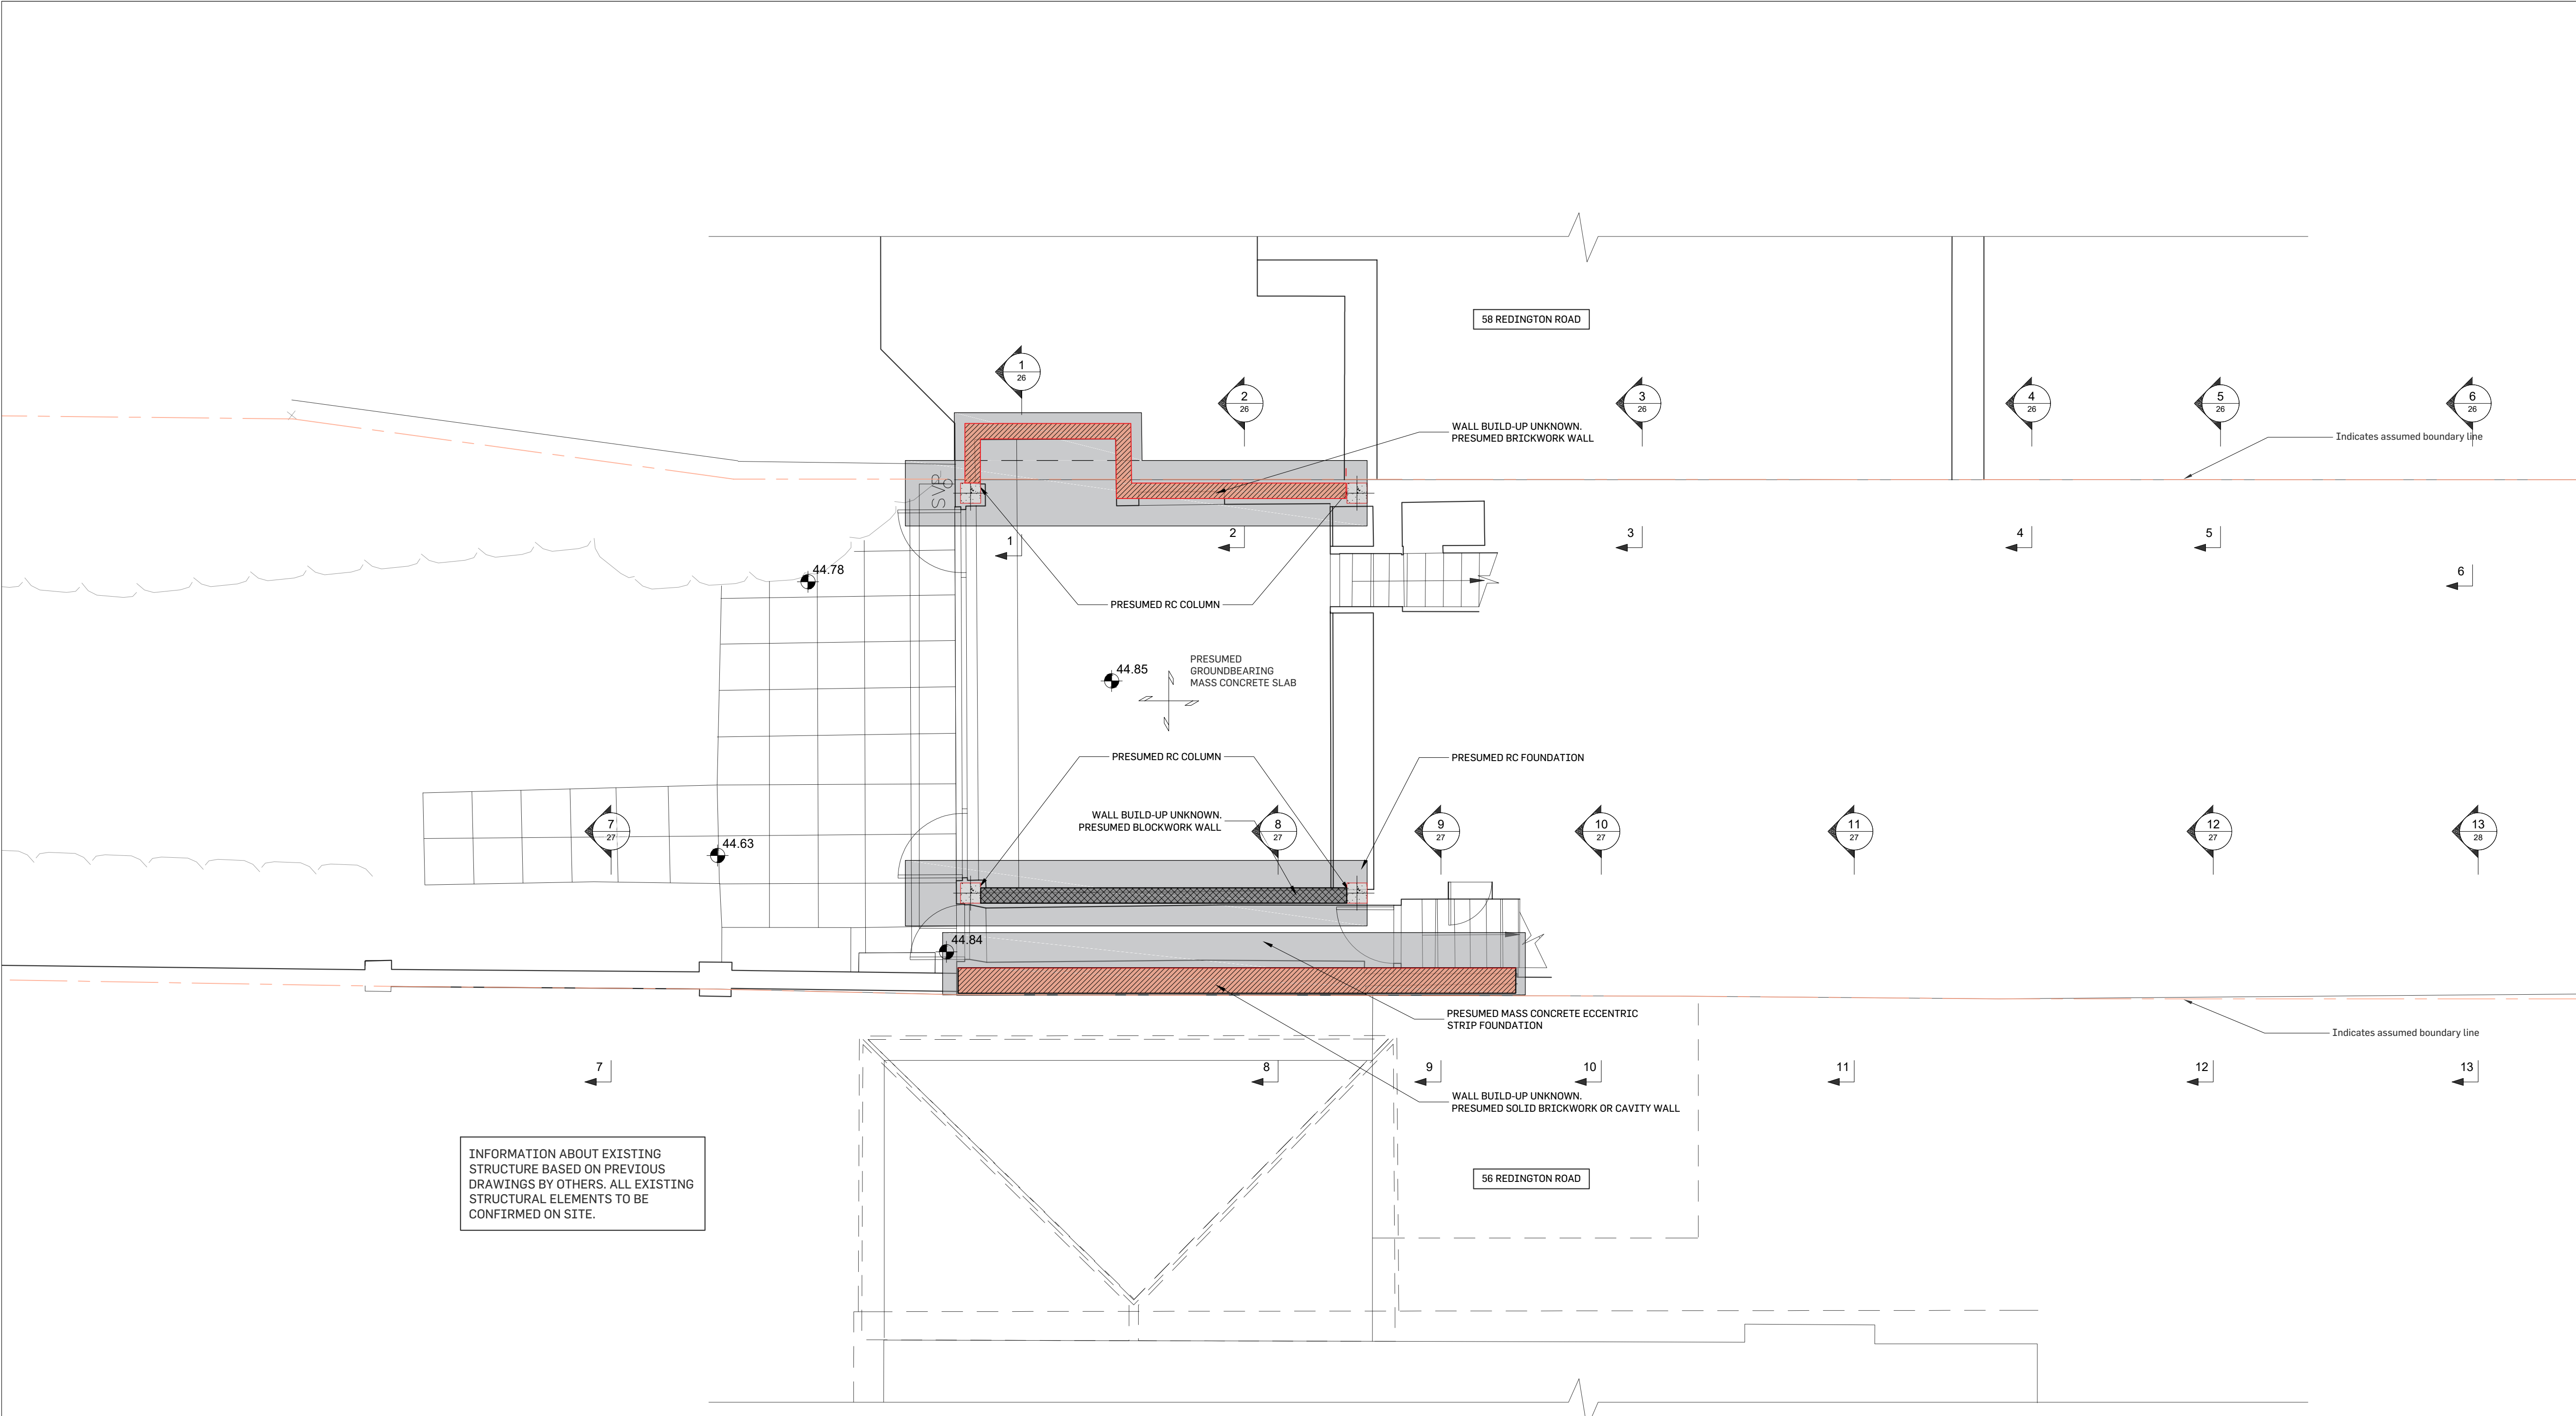 58 REDINGTON ROAD
1
26
2
26
3
26
4
26
5
26
6
26
WALL BUILD-UP UNKNOWN.
PRESUMED BRICKWORK WALL
Indicates assumed boundary line
SVP
1
2
3
4
5
6
44.78
PRESUMED RC COLUMN
44.85
PRESUMED
GROUNDBEARING
MASS CONCRETE SLAB
PRESUMED RC COLUMN
PRESUMED RC FOUNDATION
WALL BUILD-UP UNKNOWN.
PRESUMED BLOCKWORK WALL
7
27
8
27
9
27
10
27
11
27
12
27
13
28
44.63
44.84
PRESUMED MASS CONCRETE ECCENTRIC
STRIP FOUNDATION
Indicates assumed boundary line
7
8
9
10
11
12
13
WALL BUILD-UP UNKNOWN.
PRESUMED SOLID BRICKWORK OR CAVITY WALL
INFORMATION ABOUT EXISTING
STRUCTURE BASED ON PREVIOUS
DRAWINGS BY OTHERS. ALL EXISTING
STRUCTURAL ELEMENTS TO BE
CONFIRMED ON SITE.
56 REDINGTON ROAD